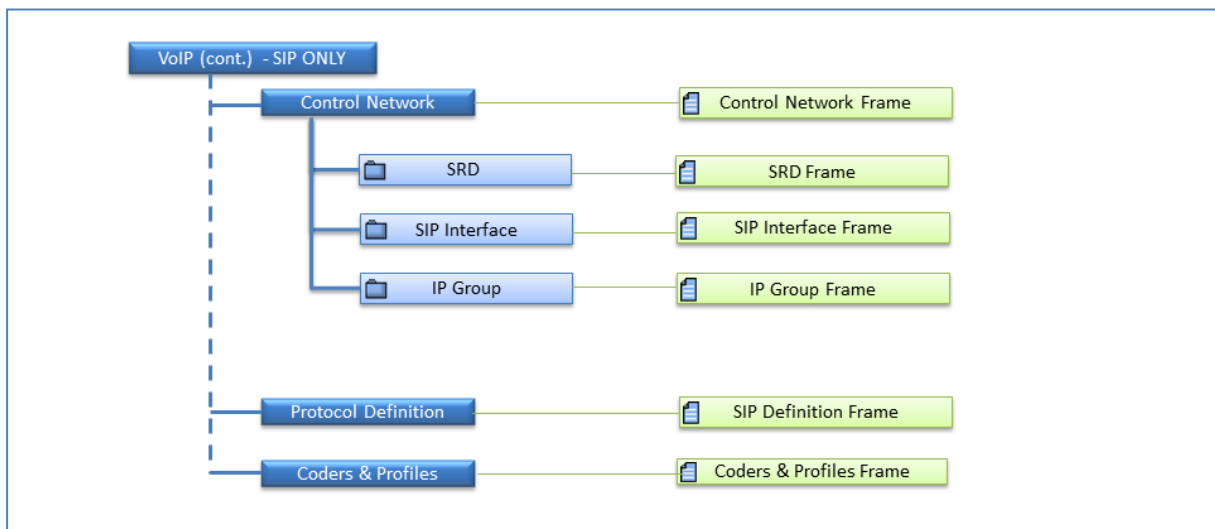 VoIP (cont.) - SIP ONLY
Control Network
Control Network Frame
SRD
SRD Frame
SIP Interface
SIP Interface Frame
IP Group
IP Group Frame
Protocol Definition
SIP Definition Frame
Coders & Profiles
Coders & Profiles Frame